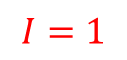 I = 1